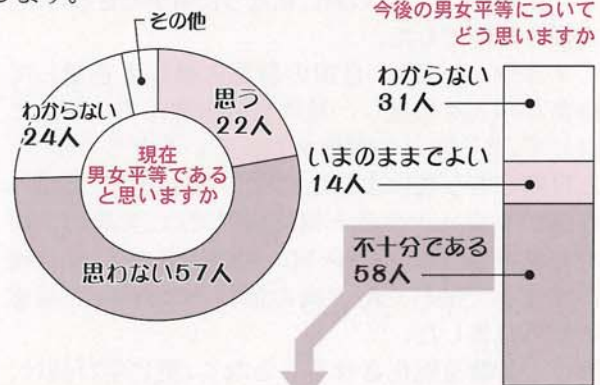 ます。
その他
思う
22人
わからない
24人
現在
男女平等である
と思いますか
思わない57人
今後の男女平等について
どう思いますか
わからない
31人
いまのままでよい
14人
不十分である
58人